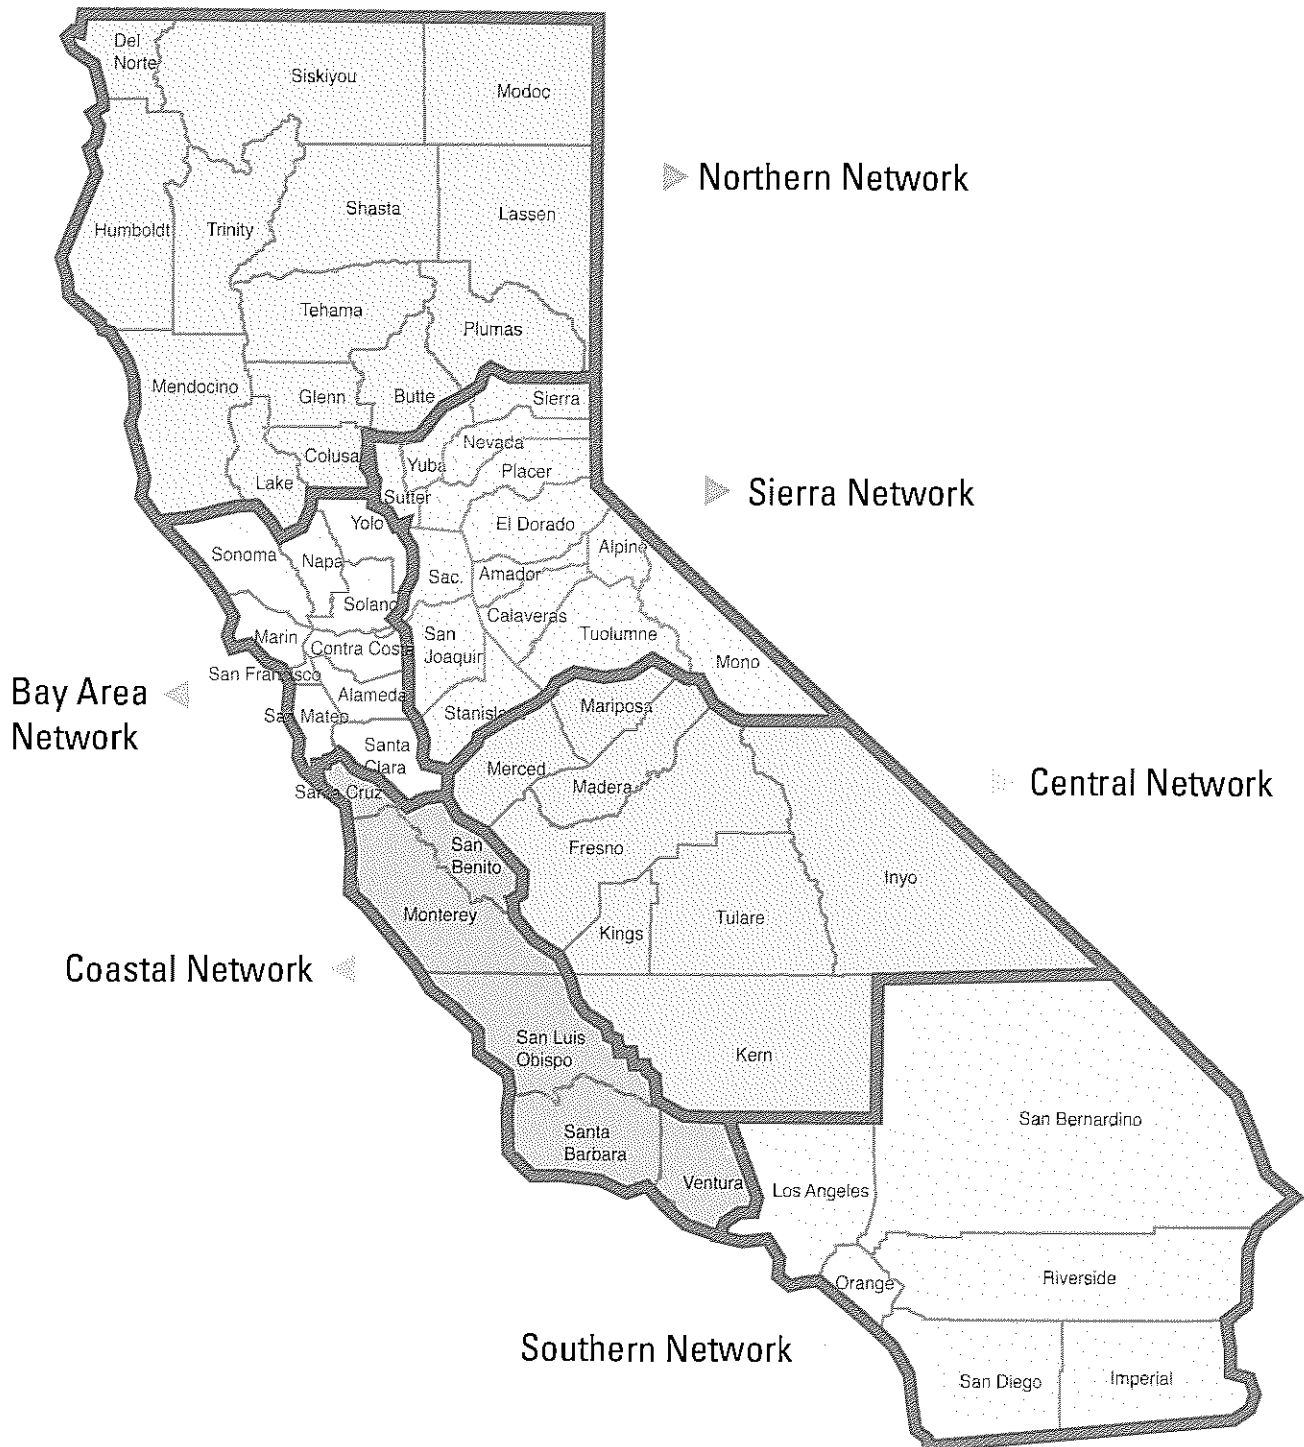 Del
Norte
Siskiyou
Modoc
Northern Network
Shasta
Lassen
Humboldt
Trinity
Tehama
Plumas
Mendocino
Glenn
Butte
Sierra
Nevada
Colusa
Yuba
Placer
Lake
Sutter
Sierra Network
Yolo
El Dorado
Sonoma
Napa
Alpine
Sac.
Amador
Solano
Calaveras
Marin
Contra Costa
San
Joaquin
Tuolumne
Mono
San Francisco
Bay Area
Network
Alameda
San Mateo
Stanislaus
Mariposa
Santa
Clara
Merced
Madera
Central Network
Santa Cruz
San
Benito
Fresno
Inyo
Monterey
Kings
Tulare
Coastal Network
San Luis
Obispo
Kern
San Bernardino
Santa
Barbara
Ventura
Los Angeles
Orange
Riverside
Southern Network
San Diego
Imperial